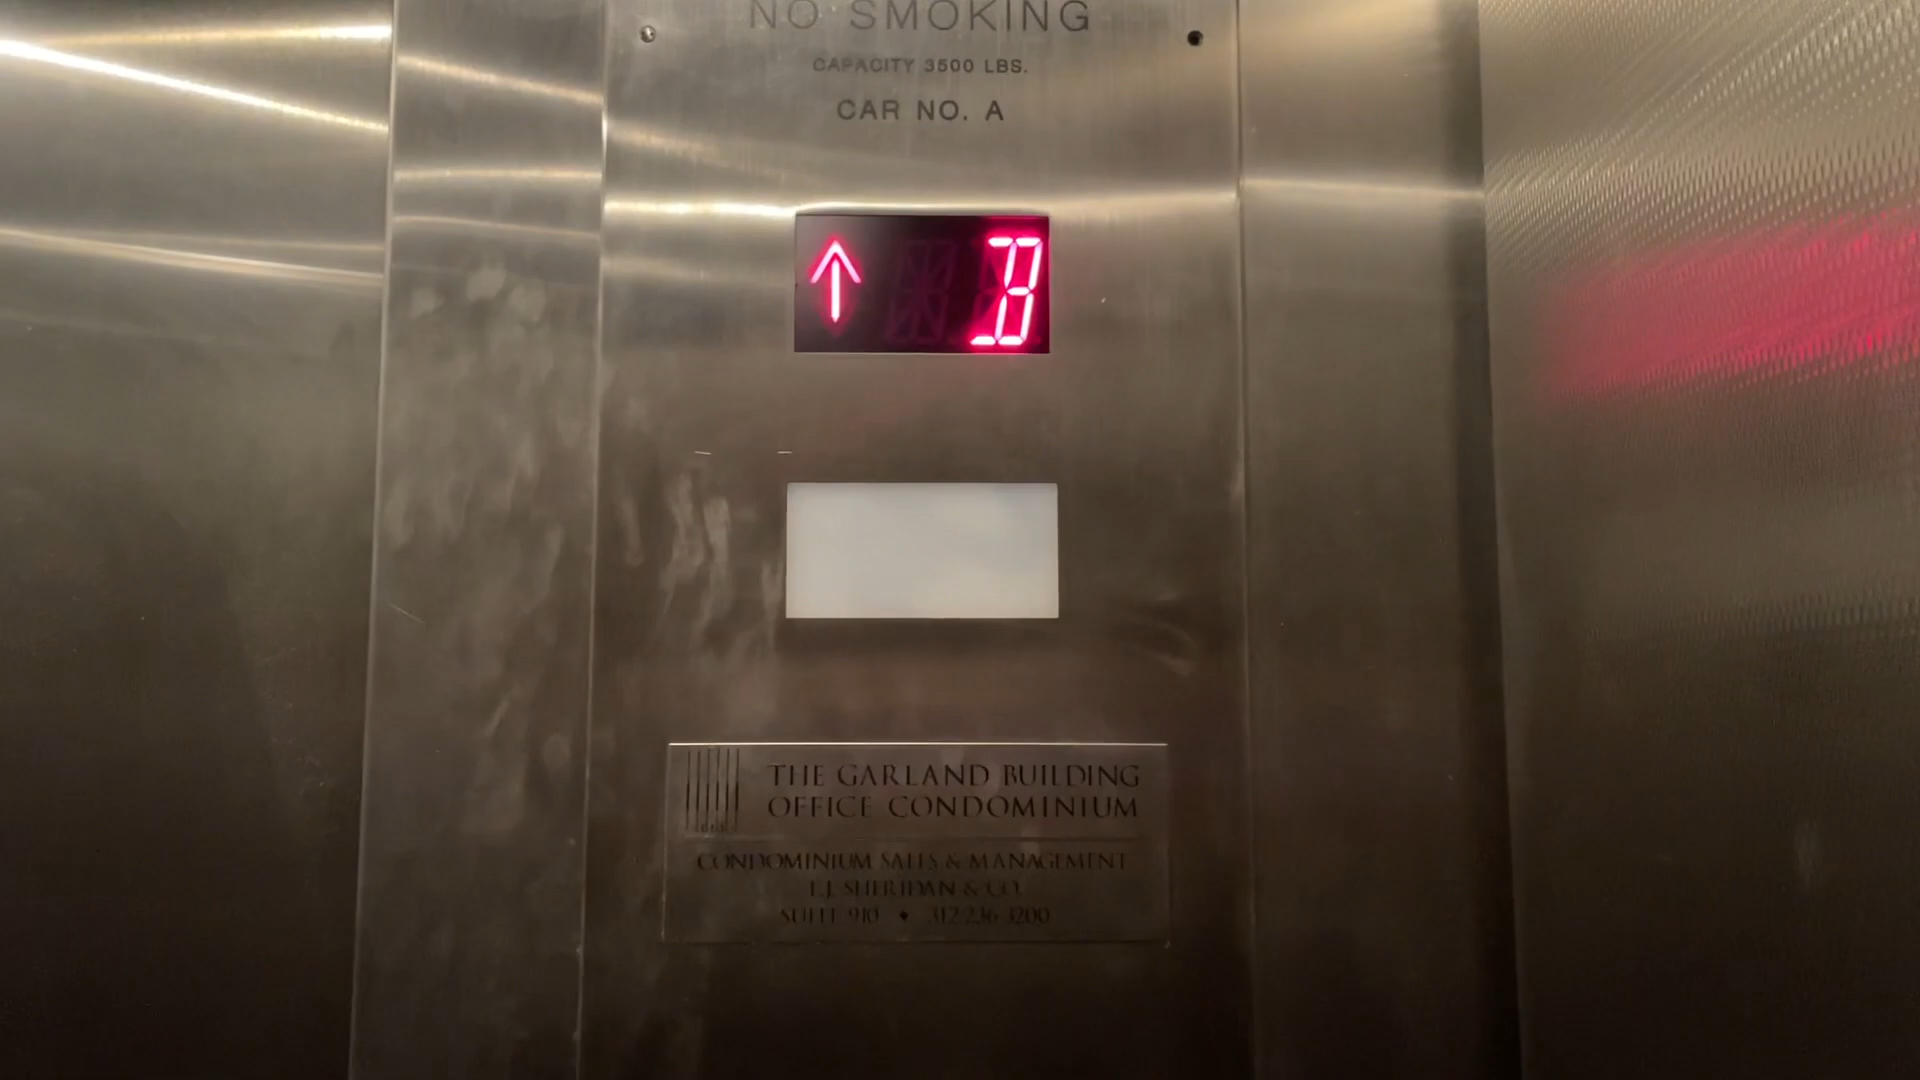 NO SMOKING
CAPACITY 3500 LBS.
CAR NO. A
↑ B
THE GARLAND BUILDING
OFFICE CONDOMINIUM
CONDOMINIUM SALES & MANAGEMENT
L.J. SHERIDAN & CO.
SUITE 910 ♦ 312.236.3200